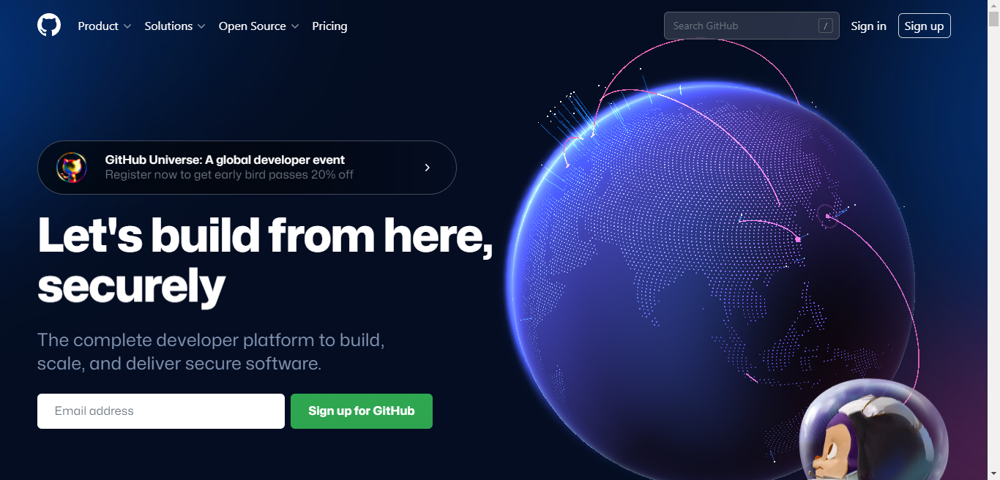 Product
Solutions
Open Source
Pricing
Search GitHub
/
Sign in
Sign up
GitHub Universe: A global developer event
Register now to get early bird passes 20% off
Let's build from here,
securely
The complete developer platform to build,
scale, and deliver secure software.
Email address
Sign up for GitHub